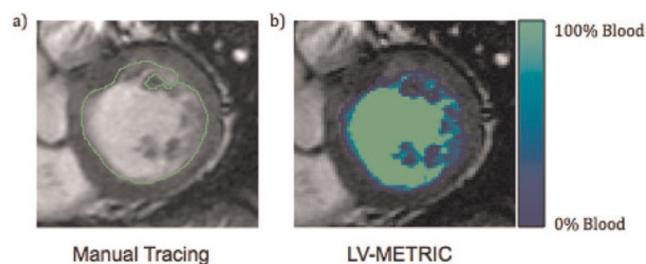 a)
b)
100% Blood
0% Blood
Manual Tracing
LV-METRIC